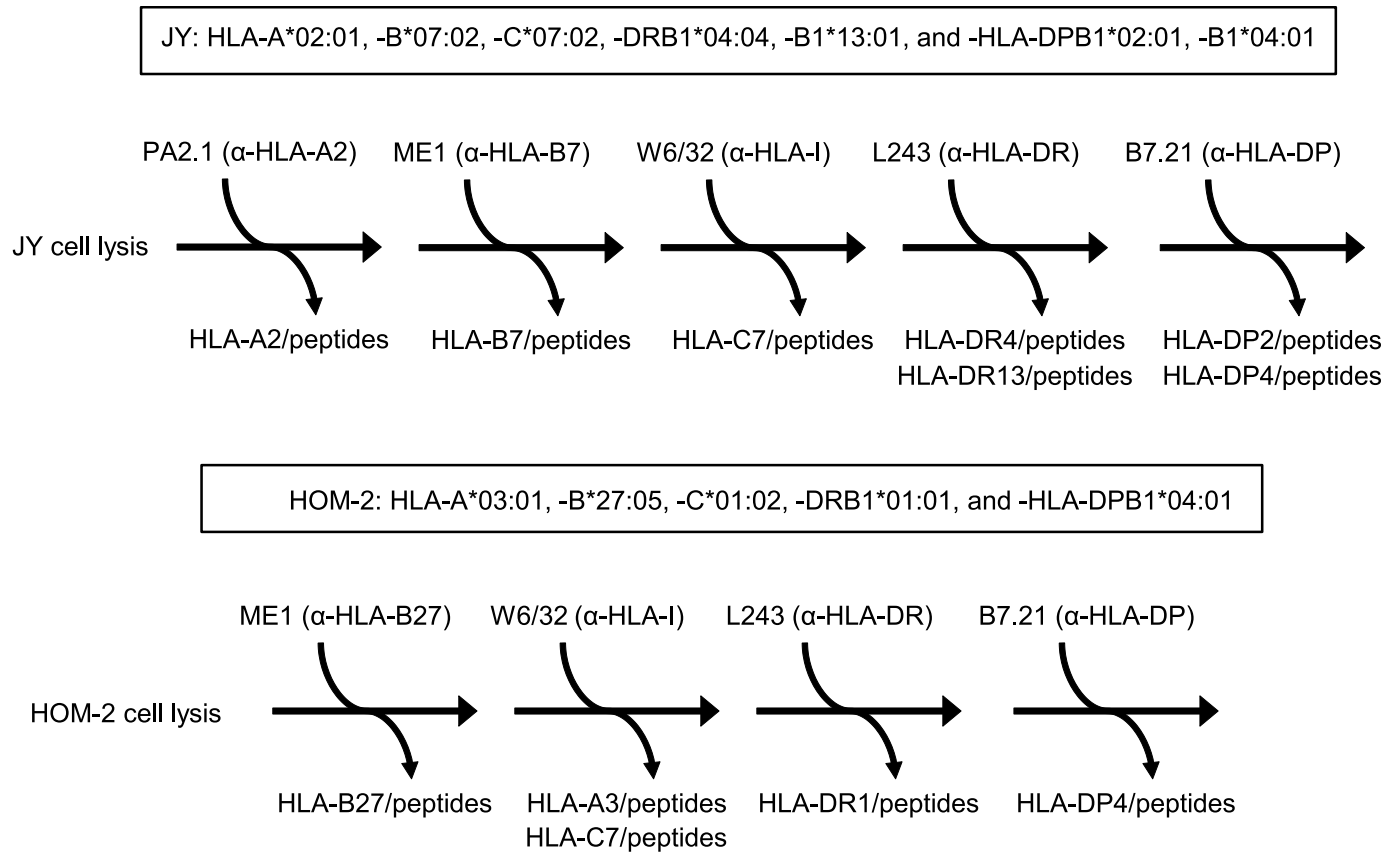 JY: HLA-A*02:01, -B*07:02, -C*07:02, -DRB1*04:04, -B1*13:01, and -HLA-DPB1*02:01, -B1*04:01
PA2.1 (α-HLA-A2) ME1 (α-HLA-B7) W6/32 (α-HLA-I) L243 (α-HLA-DR) B7.21 (α-HLA-DP)
JY cell lysis
HLA-A2/peptides HLA-B7/peptides HLA-C7/peptides HLA-DR4/peptides HLA-DP2/peptides
HLA-DR13/peptides HLA-DP4/peptides
HOM-2: HLA-A*03:01, -B*27:05, -C*01:02, -DRB1*01:01, and -HLA-DPB1*04:01
ME1 (α-HLA-B27) W6/32 (α-HLA-I) L243 (α-HLA-DR) B7.21 (α-HLA-DP)
HOM-2 cell lysis
HLA-B27/peptides HLA-A3/peptides HLA-DR1/peptides HLA-DP4/peptides
HLA-C7/peptides